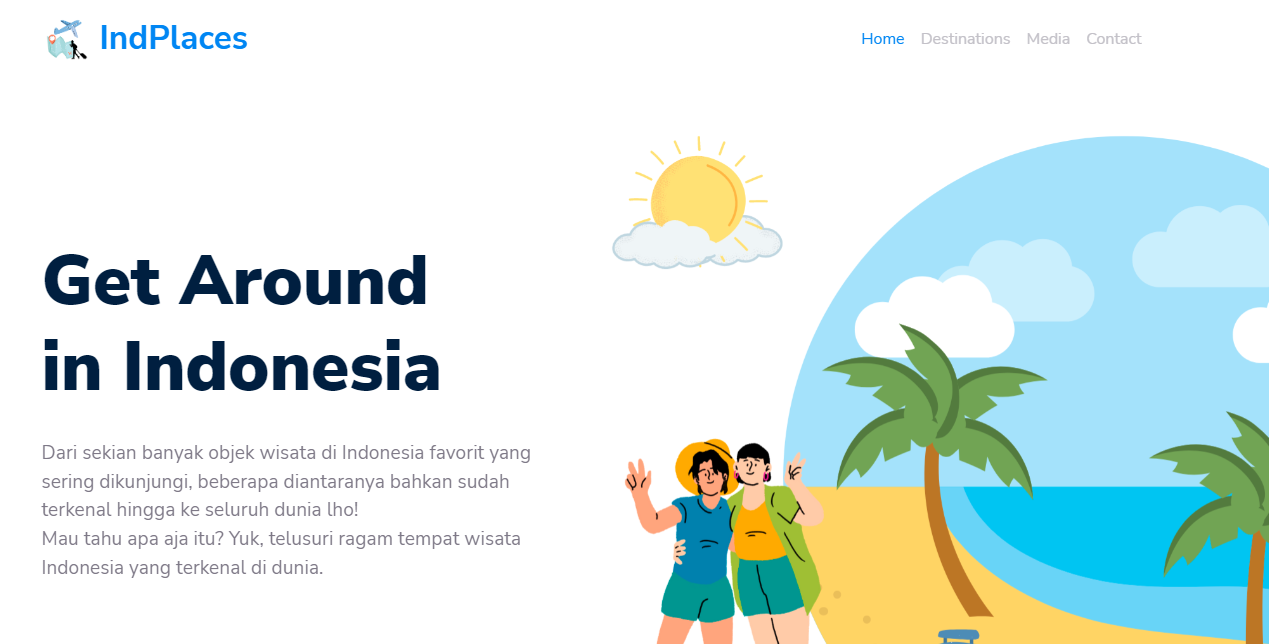 IndPlaces
Home Destinations Media Contact
Get Around
in Indonesia
Dari sekian banyak objek wisata di Indonesia favorit yang
sering dikunjungi, beberapa diantaranya bahkan sudah
terkenal hingga ke seluruh dunia lho!
Mau tahu apa aja itu? Yuk, telusuri ragam tempat wisata
Indonesia yang terkenal di dunia.